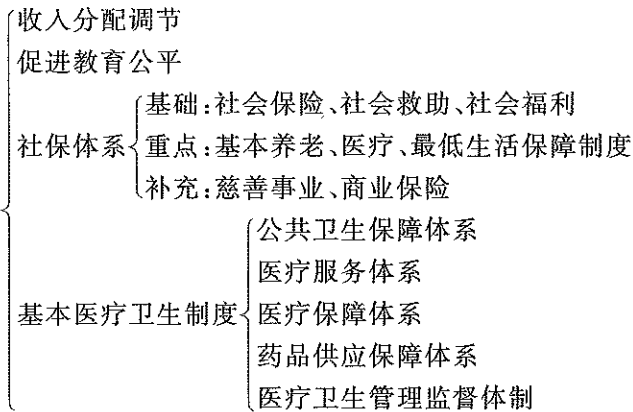 收入分配调节
促进教育公平
社保体系
基础:社会保险、社会救助、社会福利
重点:基本养老、医疗、最低生活保障制度
补充:慈善事业、商业保险
基本医疗卫生制度
公共卫生保障体系
医疗服务体系
医疗保障体系
药品供应保障体系
医疗卫生管理监督体制